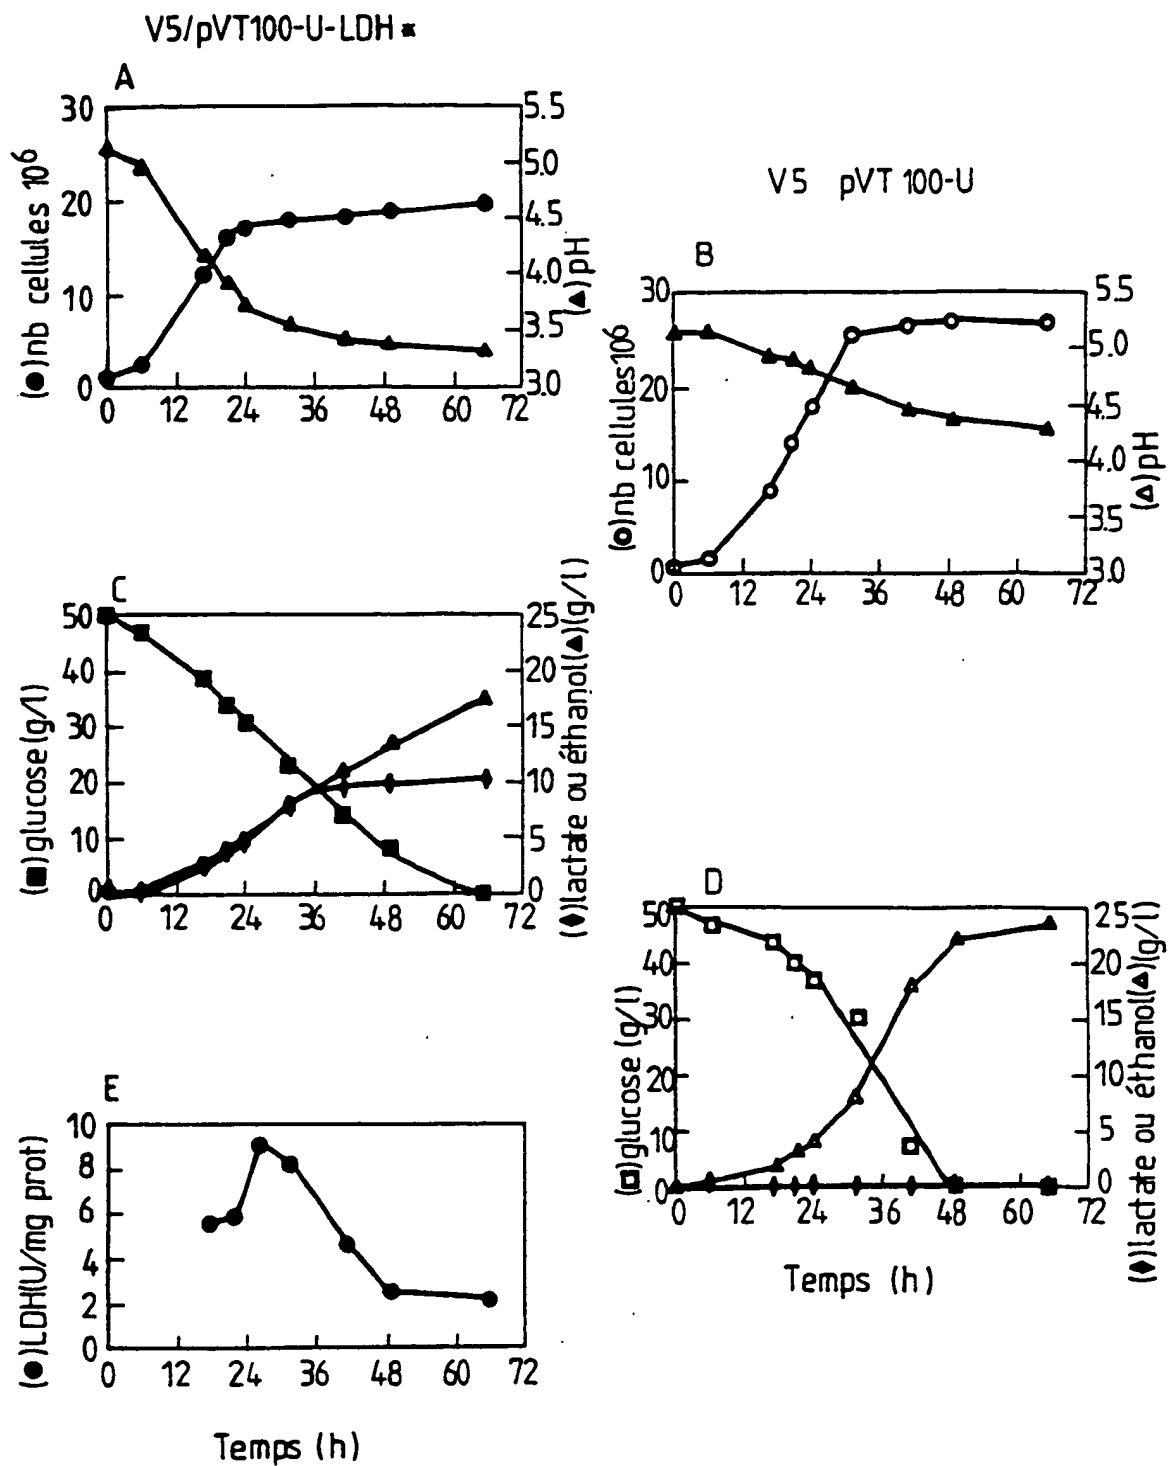 V5/pVT100-U-LDH *
A
30
20
10
0
(●)nb cellules 10⁶
5.5
5.0
4.5
4.0
3.5
3.0
(▲)pH
0 12 24 36 48 60 72
V5 pVT 100-U
B
30
20
10
0
(o)nb cellules10⁶
5.5
5.0
4.5
4.0
3.5
3.0
(△)pH
0 12 24 36 48 60 72
C
50
40
30
20
10
0
(■)glucose(g/l)
25
20
15
10
5
0
(♦)lactate ou éthanol(▲)(g/l)
0 12 24 36 48 60 72
D
50
40
30
20
10
0
(□)glucose(g/l)
25
20
15
10
5
0
(♦)lactate ou éthanol(△)(g/l)
0 12 24 36 48 60 72
Temps (h)
E
10
8
6
4
2
0
(●)LDH(U/mg prot)
0 12 24 36 48 60 72
Temps (h)